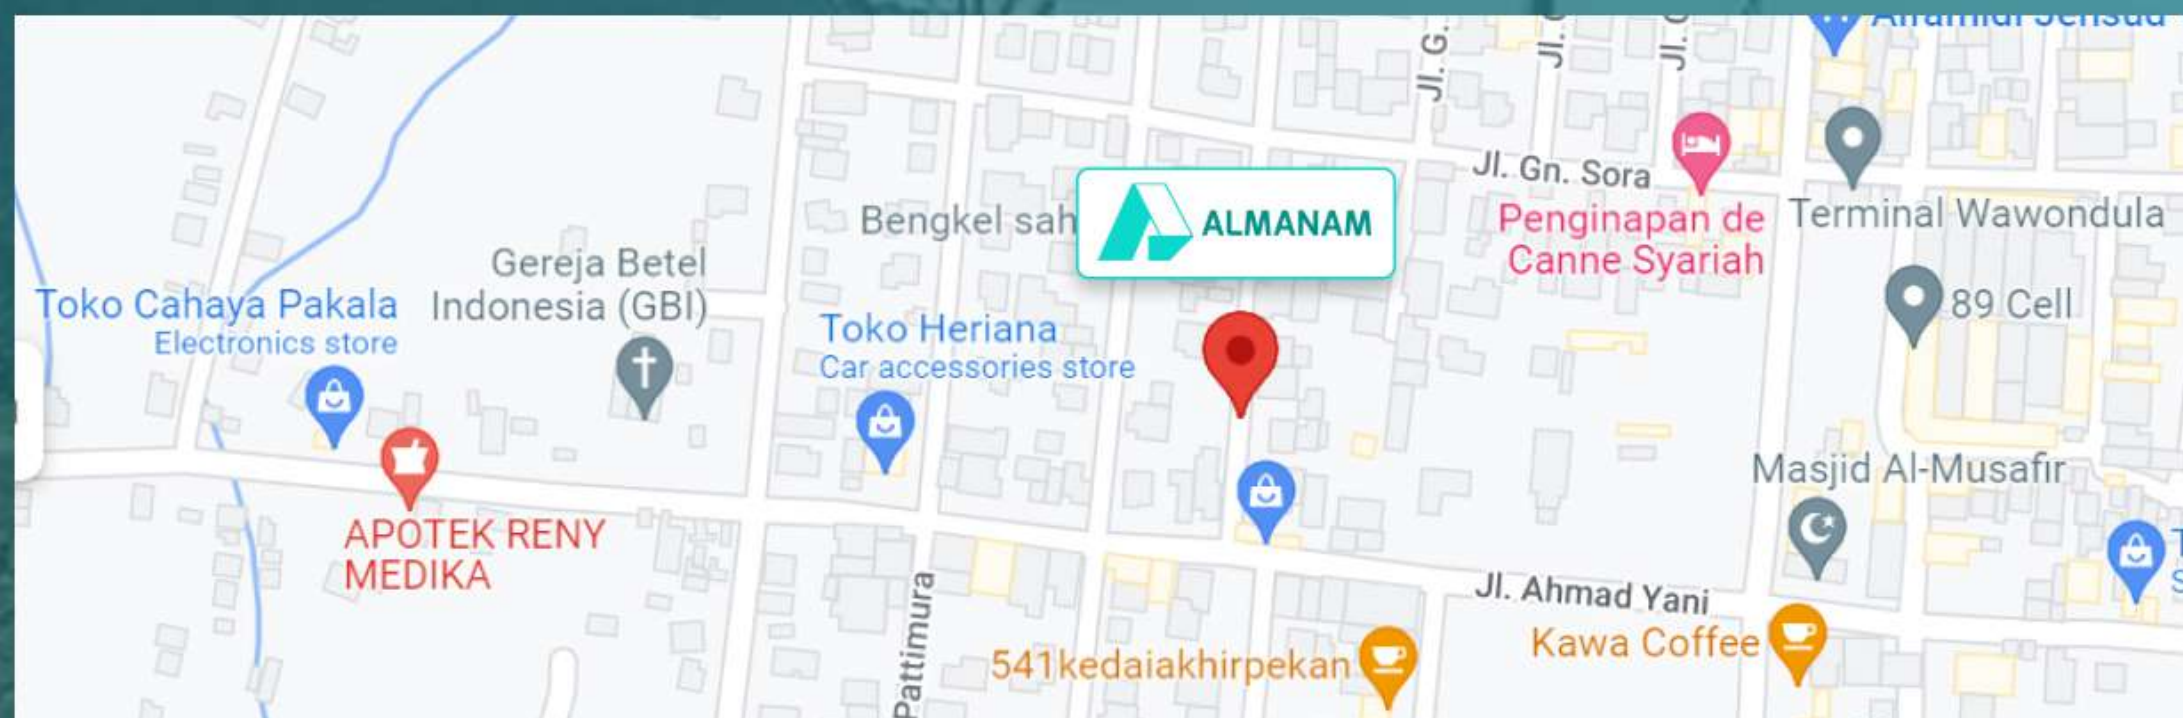 Alfamidi Jensud
Jl. G.
Jl. Gn. Sora
Penginapan de
Canne Syariah
Terminal Wawondula
Bengkel sah
ALMANAM
Gereja Betel
Indonesia (GBI)
Toko Cahaya Pakala
Electronics store
Toko Heriana
Car accessories store
89 Cell
Masjid Al-Musafir
APOTEK RENY
MEDIKA
Jl. Ahmad Yani
Kawa Coffee
541kedaiakhirpekan
Pattimura